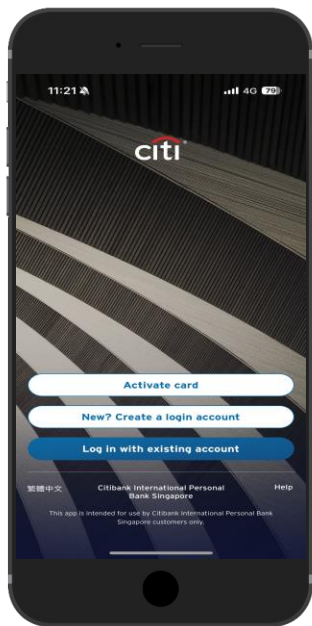 11:21
4G 79
citi
Activate card
New? Create a login account
Log in with existing account
繁體中文
Citibank International Personal
Bank Singapore
Help
This app is intended for use by Citibank International Personal Bank
Singapore customers only.